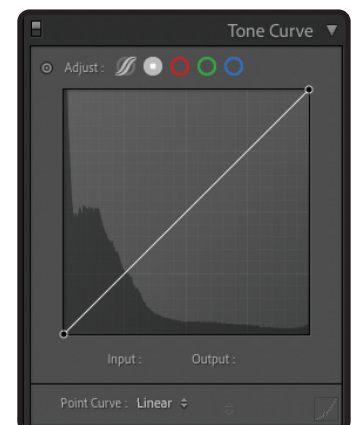 Tone Curve
Adjust :
Input : Output :
Point Curve : Linear